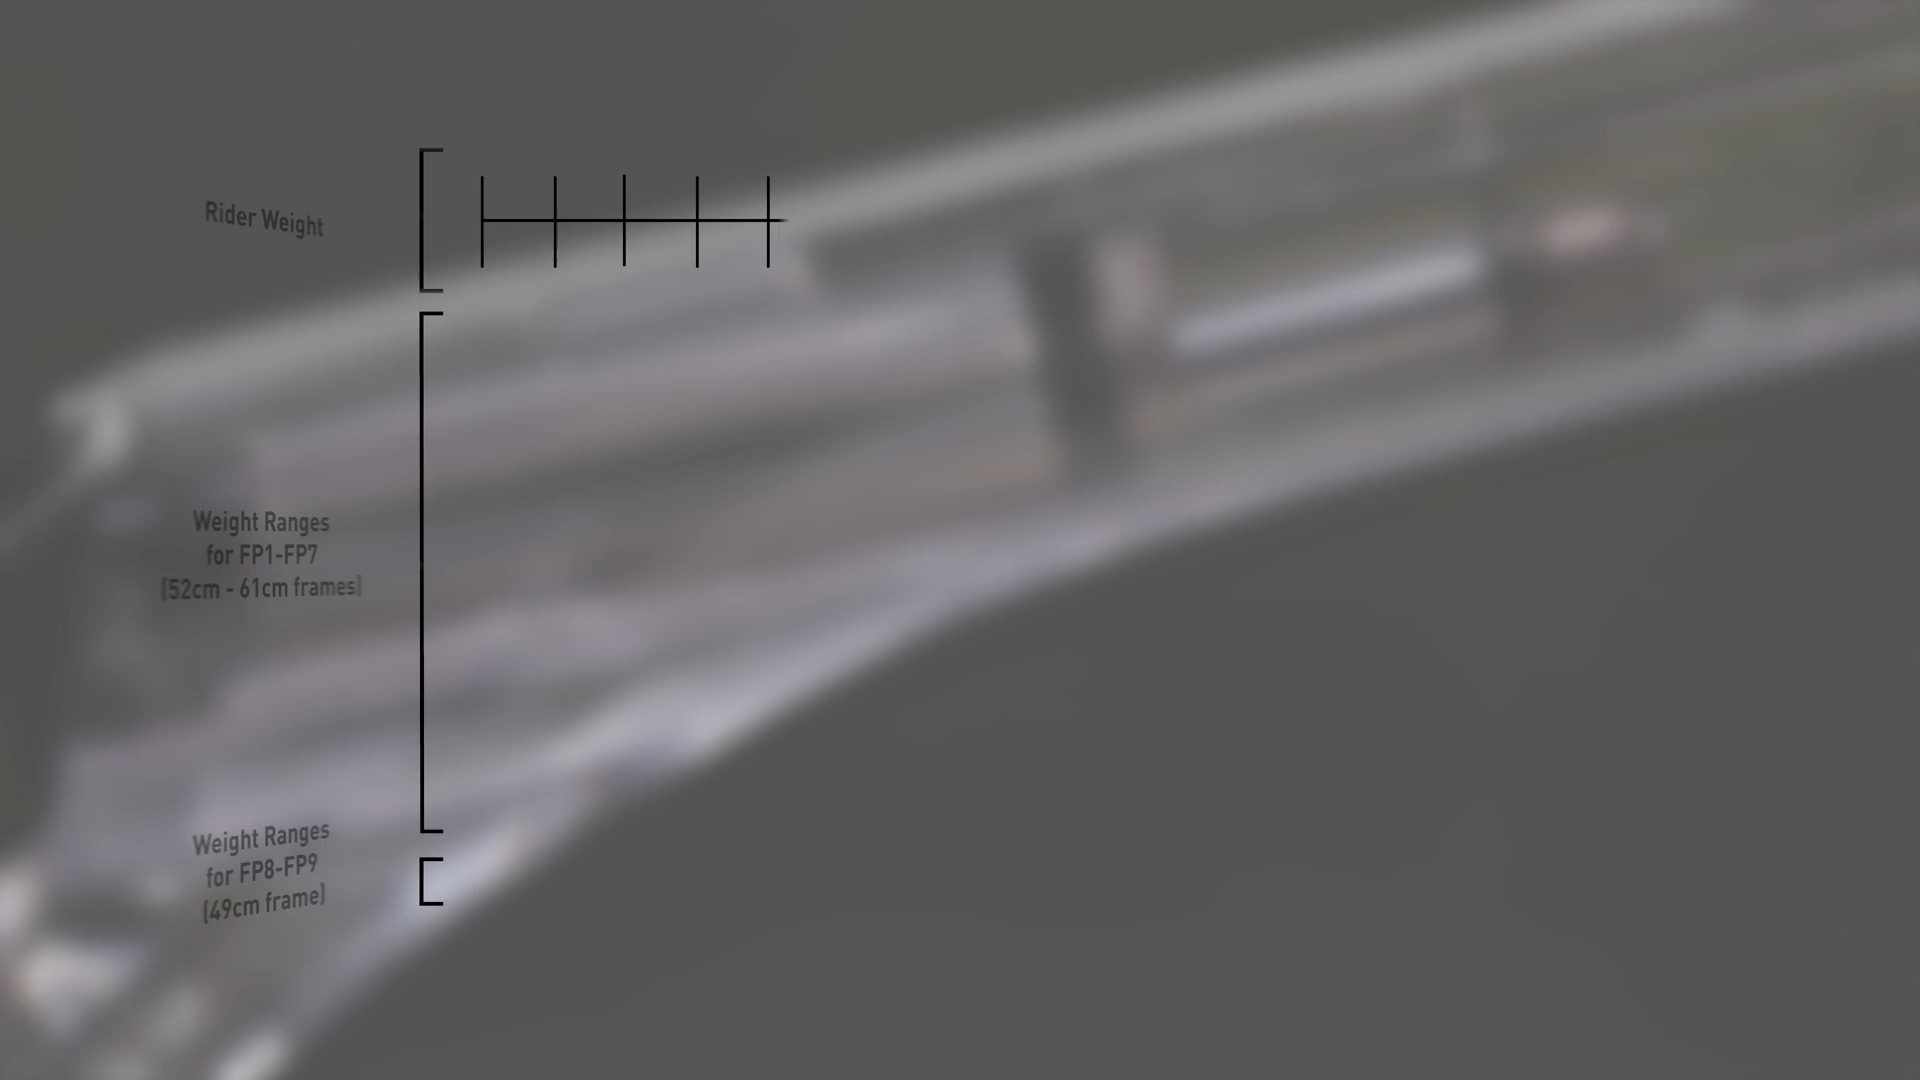 Rider Weight
Weight Ranges
for FP1-FP7
(52cm - 61cm frames)
Weight Ranges
for FP8-FP9
(49cm frame)